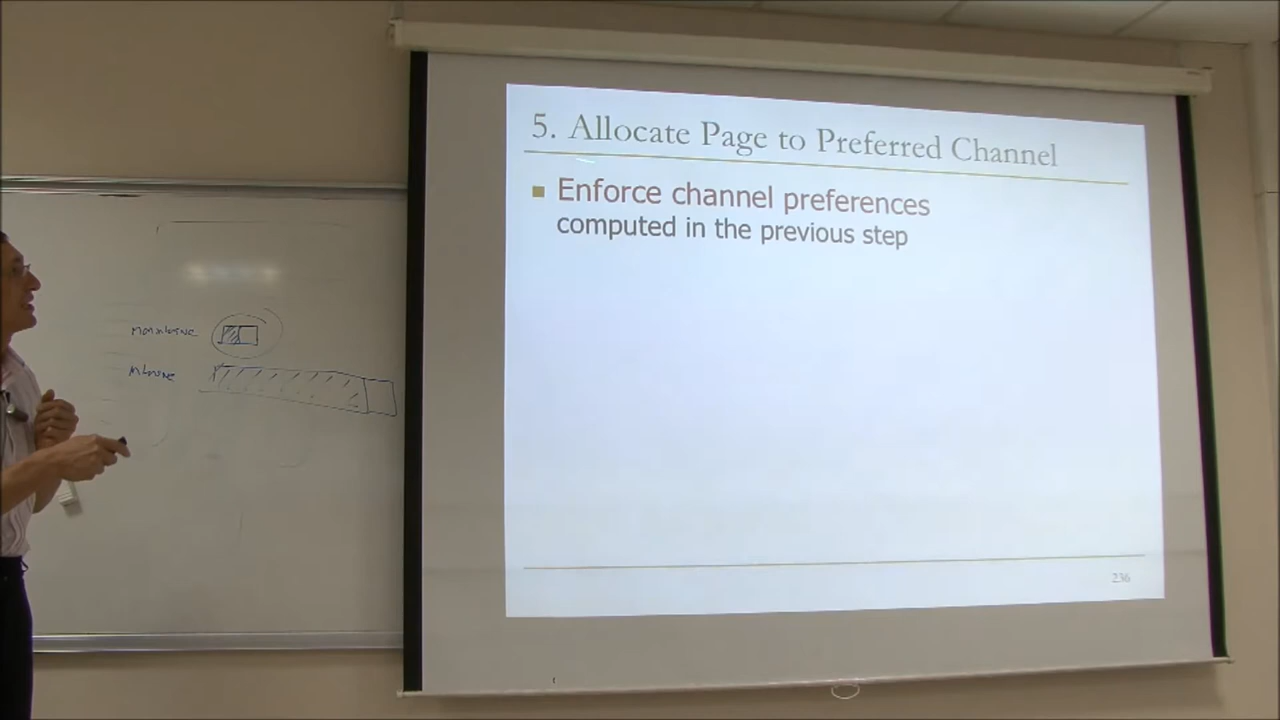 5. Allocate Page to Preferred Channel
Enforce channel preferences
computed in the previous step
236